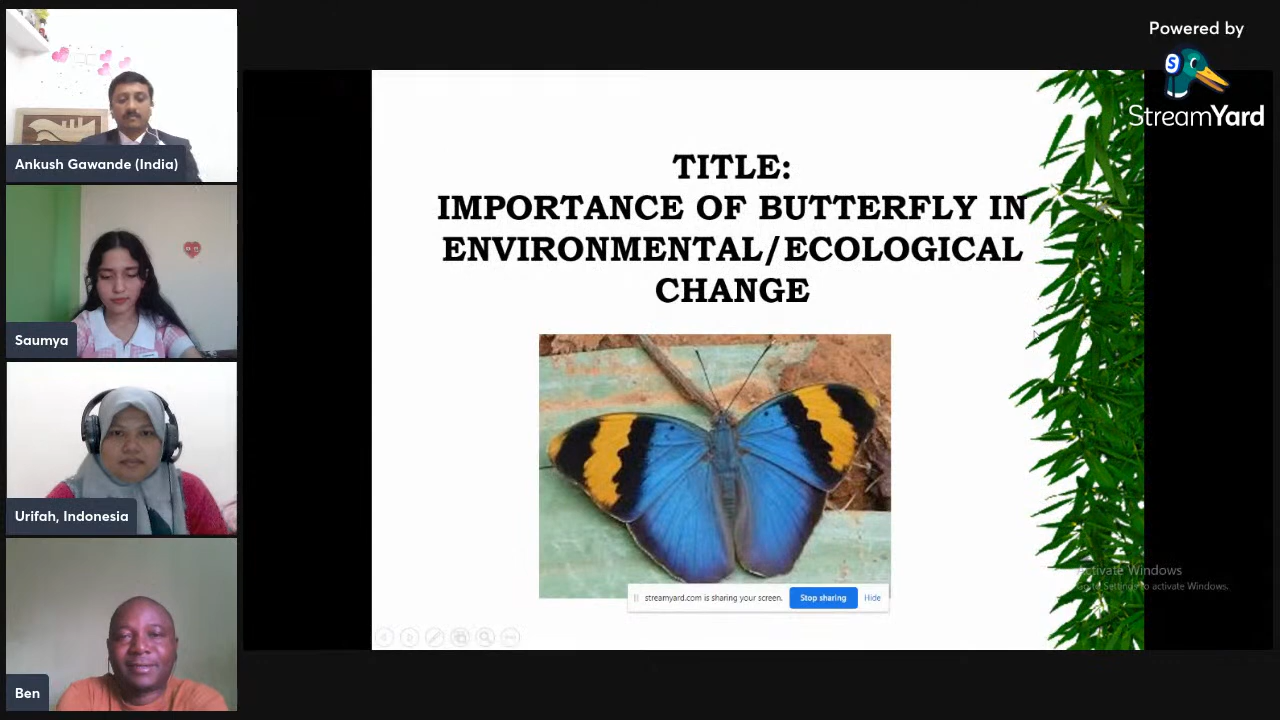 Powered by
StreamYard
Ankush Gawande (India)
Saumya
Urifah, Indonesia
Ben
TITLE:
IMPORTANCE OF BUTTERFLY IN
ENVIRONMENTAL/ECOLOGICAL
CHANGE
streamyard.com is sharing your screen.
Stop sharing
Hide
Activate Windows
Go to Settings to activate Windows.